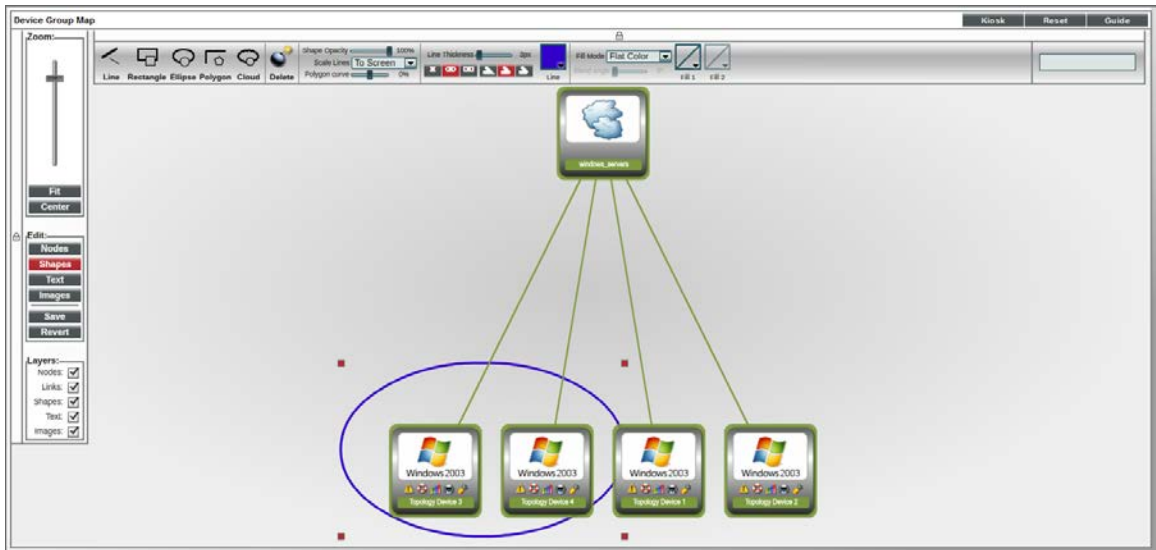 Device Group Map
Kiosk Reset Guide
Zoom:
Fit
Center
Edit:
Nodes
Shapes
Text
Images
Save
Revert
Layers:
Nodes:
Links:
Shapes:
Text:
Images:
Line Rectangle Ellipse Polygon Cloud Delete
Shape Opacity 100%
Scale Lines To Screen
Polygon curve 0%
Line Thickness 2px
Line
Fill Mode Flat Color
Blend angle
Fill 1 Fill 2
windows_servers
Windows 2003 Windows 2003 Windows 2003 Windows 2003
Topology Device 3 Topology Device 4 Topology Device 1 Topology Device 2